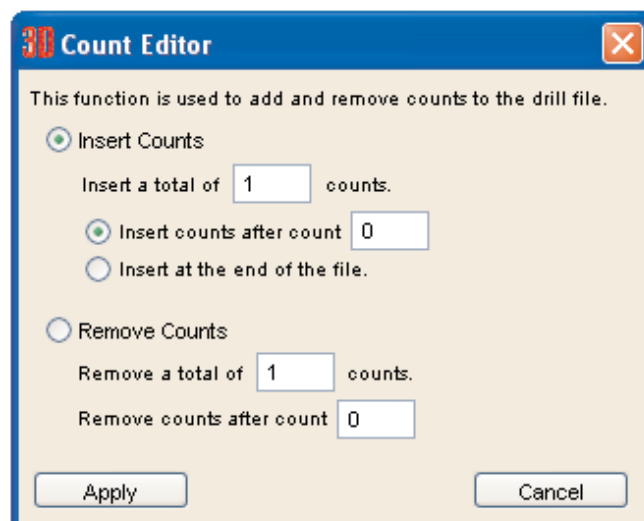 3D Count Editor
This function is used to add and remove counts to the drill file.
Insert Counts
Insert a total of 1 counts.
Insert counts after count 0
Insert at the end of the file.
Remove Counts
Remove a total of 1 counts.
Remove counts after count 0
Apply Cancel